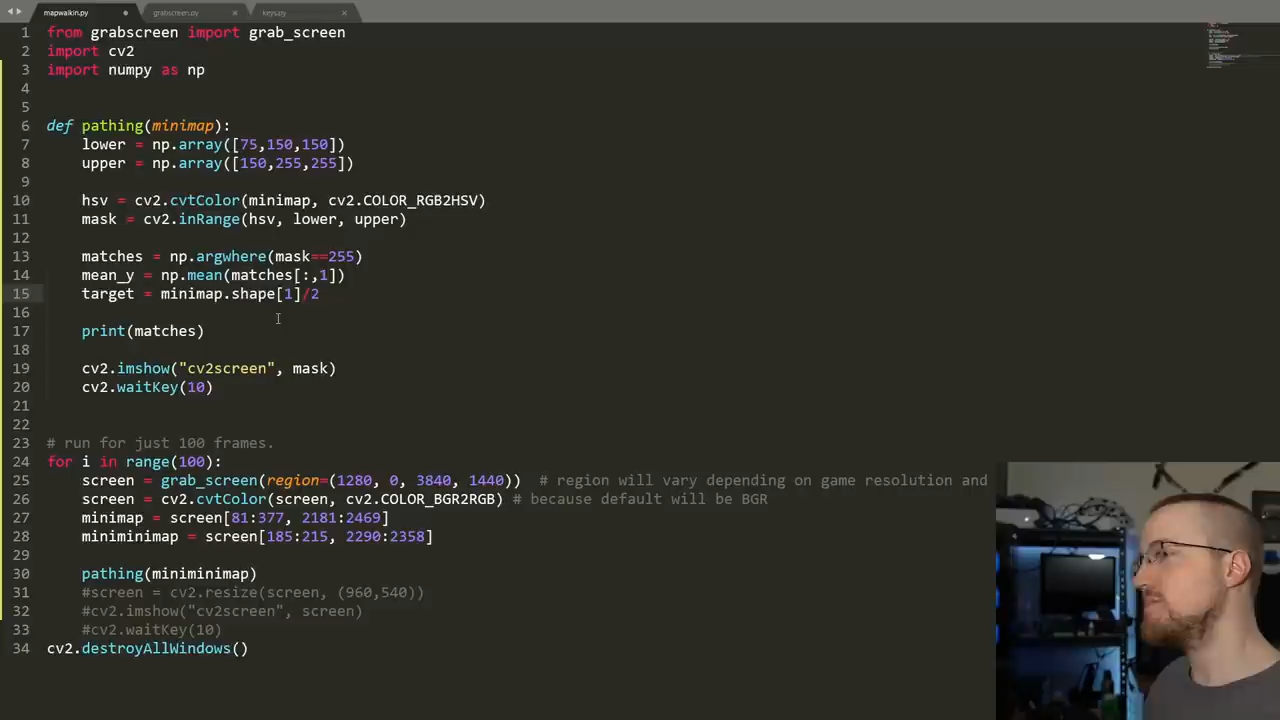 mapwalkin.py
grabscreen.py
keys.py
1 from grabscreen import grab_screen
2 import cv2
3 import numpy as np
4
5
6 def pathing(minimap):
7 lower = np.array([75,150,150])
8 upper = np.array([150,255,255])
9
10 hsv = cv2.cvtColor(minimap, cv2.COLOR_RGB2HSV)
11 mask = cv2.inRange(hsv, lower, upper)
12
13 matches = np.argwhere(mask==255)
14 mean_y = np.mean(matches[:,1])
15 target = minimap.shape[1]/2
16
17 print(matches)
18
19 cv2.imshow("cv2screen", mask)
20 cv2.waitKey(10)
21
22
23 # run for just 100 frames.
24 for i in range(100):
25 screen = grab_screen(region=(1280, 0, 3840, 1440)) # region will vary depending on game resolution and
26 screen = cv2.cvtColor(screen, cv2.COLOR_BGR2RGB) # because default will be BGR
27 minimap = screen[81:377, 2181:2469]
28 miniminimap = screen[185:215, 2290:2358]
29
30 pathing(miniminimap)
31 #screen = cv2.resize(screen, (960,540))
32 #cv2.imshow("cv2screen", screen)
33 #cv2.waitKey(10)
34 cv2.destroyAllWindows()